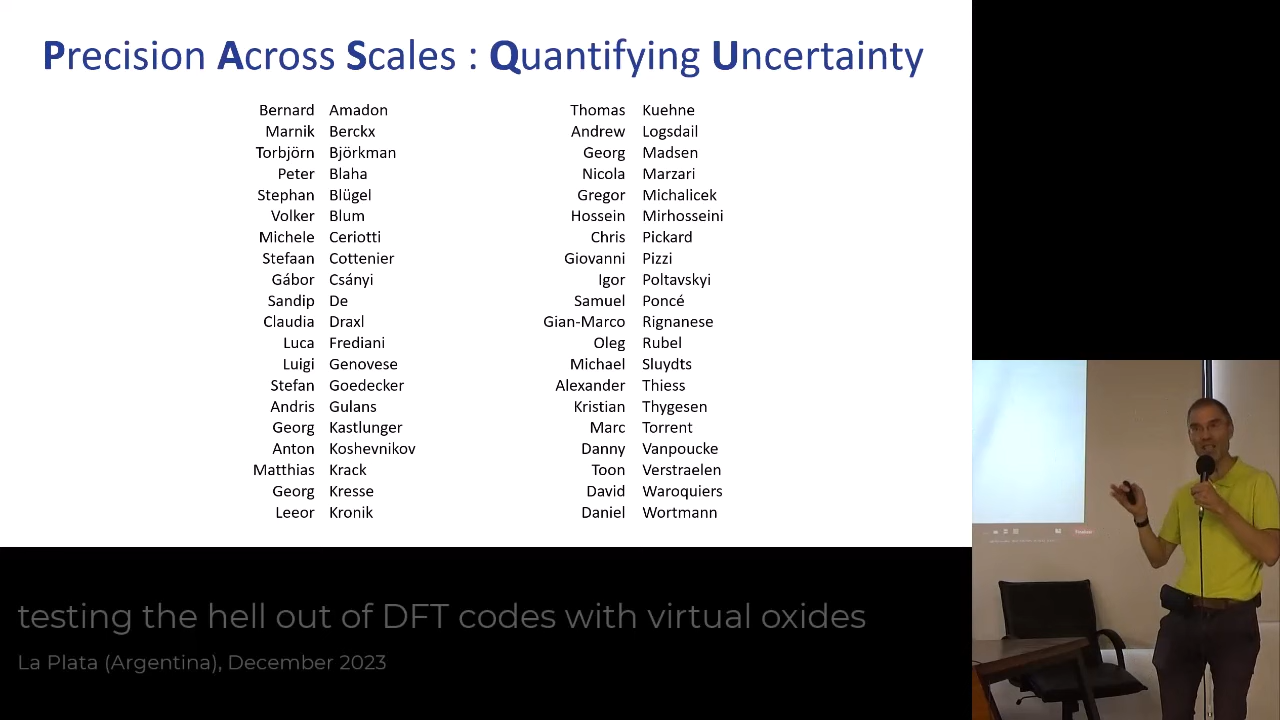 Precision Across Scales : Quantifying Uncertainty
Bernard Amadon
Marnik Berckx
Torbjörn Björkman
Peter Blaha
Stephan Blügel
Volker Blum
Michele Ceriotti
Stefaan Cottenier
Gábor Csányi
Sandip De
Claudia Draxl
Luca Frediani
Luigi Genovese
Stefan Goedecker
Andris Gulans
Georg Kastlunger
Anton Koshevnikov
Matthias Krack
Georg Kresse
Leeor Kronik
Thomas Kuehne
Andrew Logsdail
Georg Madsen
Nicola Marzari
Gregor Michalicek
Hossein Mirhosseini
Chris Pickard
Giovanni Pizzi
Igor Poltavskyi
Samuel Poncé
Gian-Marco Rignanese
Oleg Rubel
Michael Sluydts
Alexander Thiess
Kristian Thygesen
Marc Torrent
Danny Vanpoucke
Toon Verstraelen
David Waroquiers
Daniel Wortmann
testing the hell out of DFT codes with virtual oxides
La Plata (Argentina), December 2023